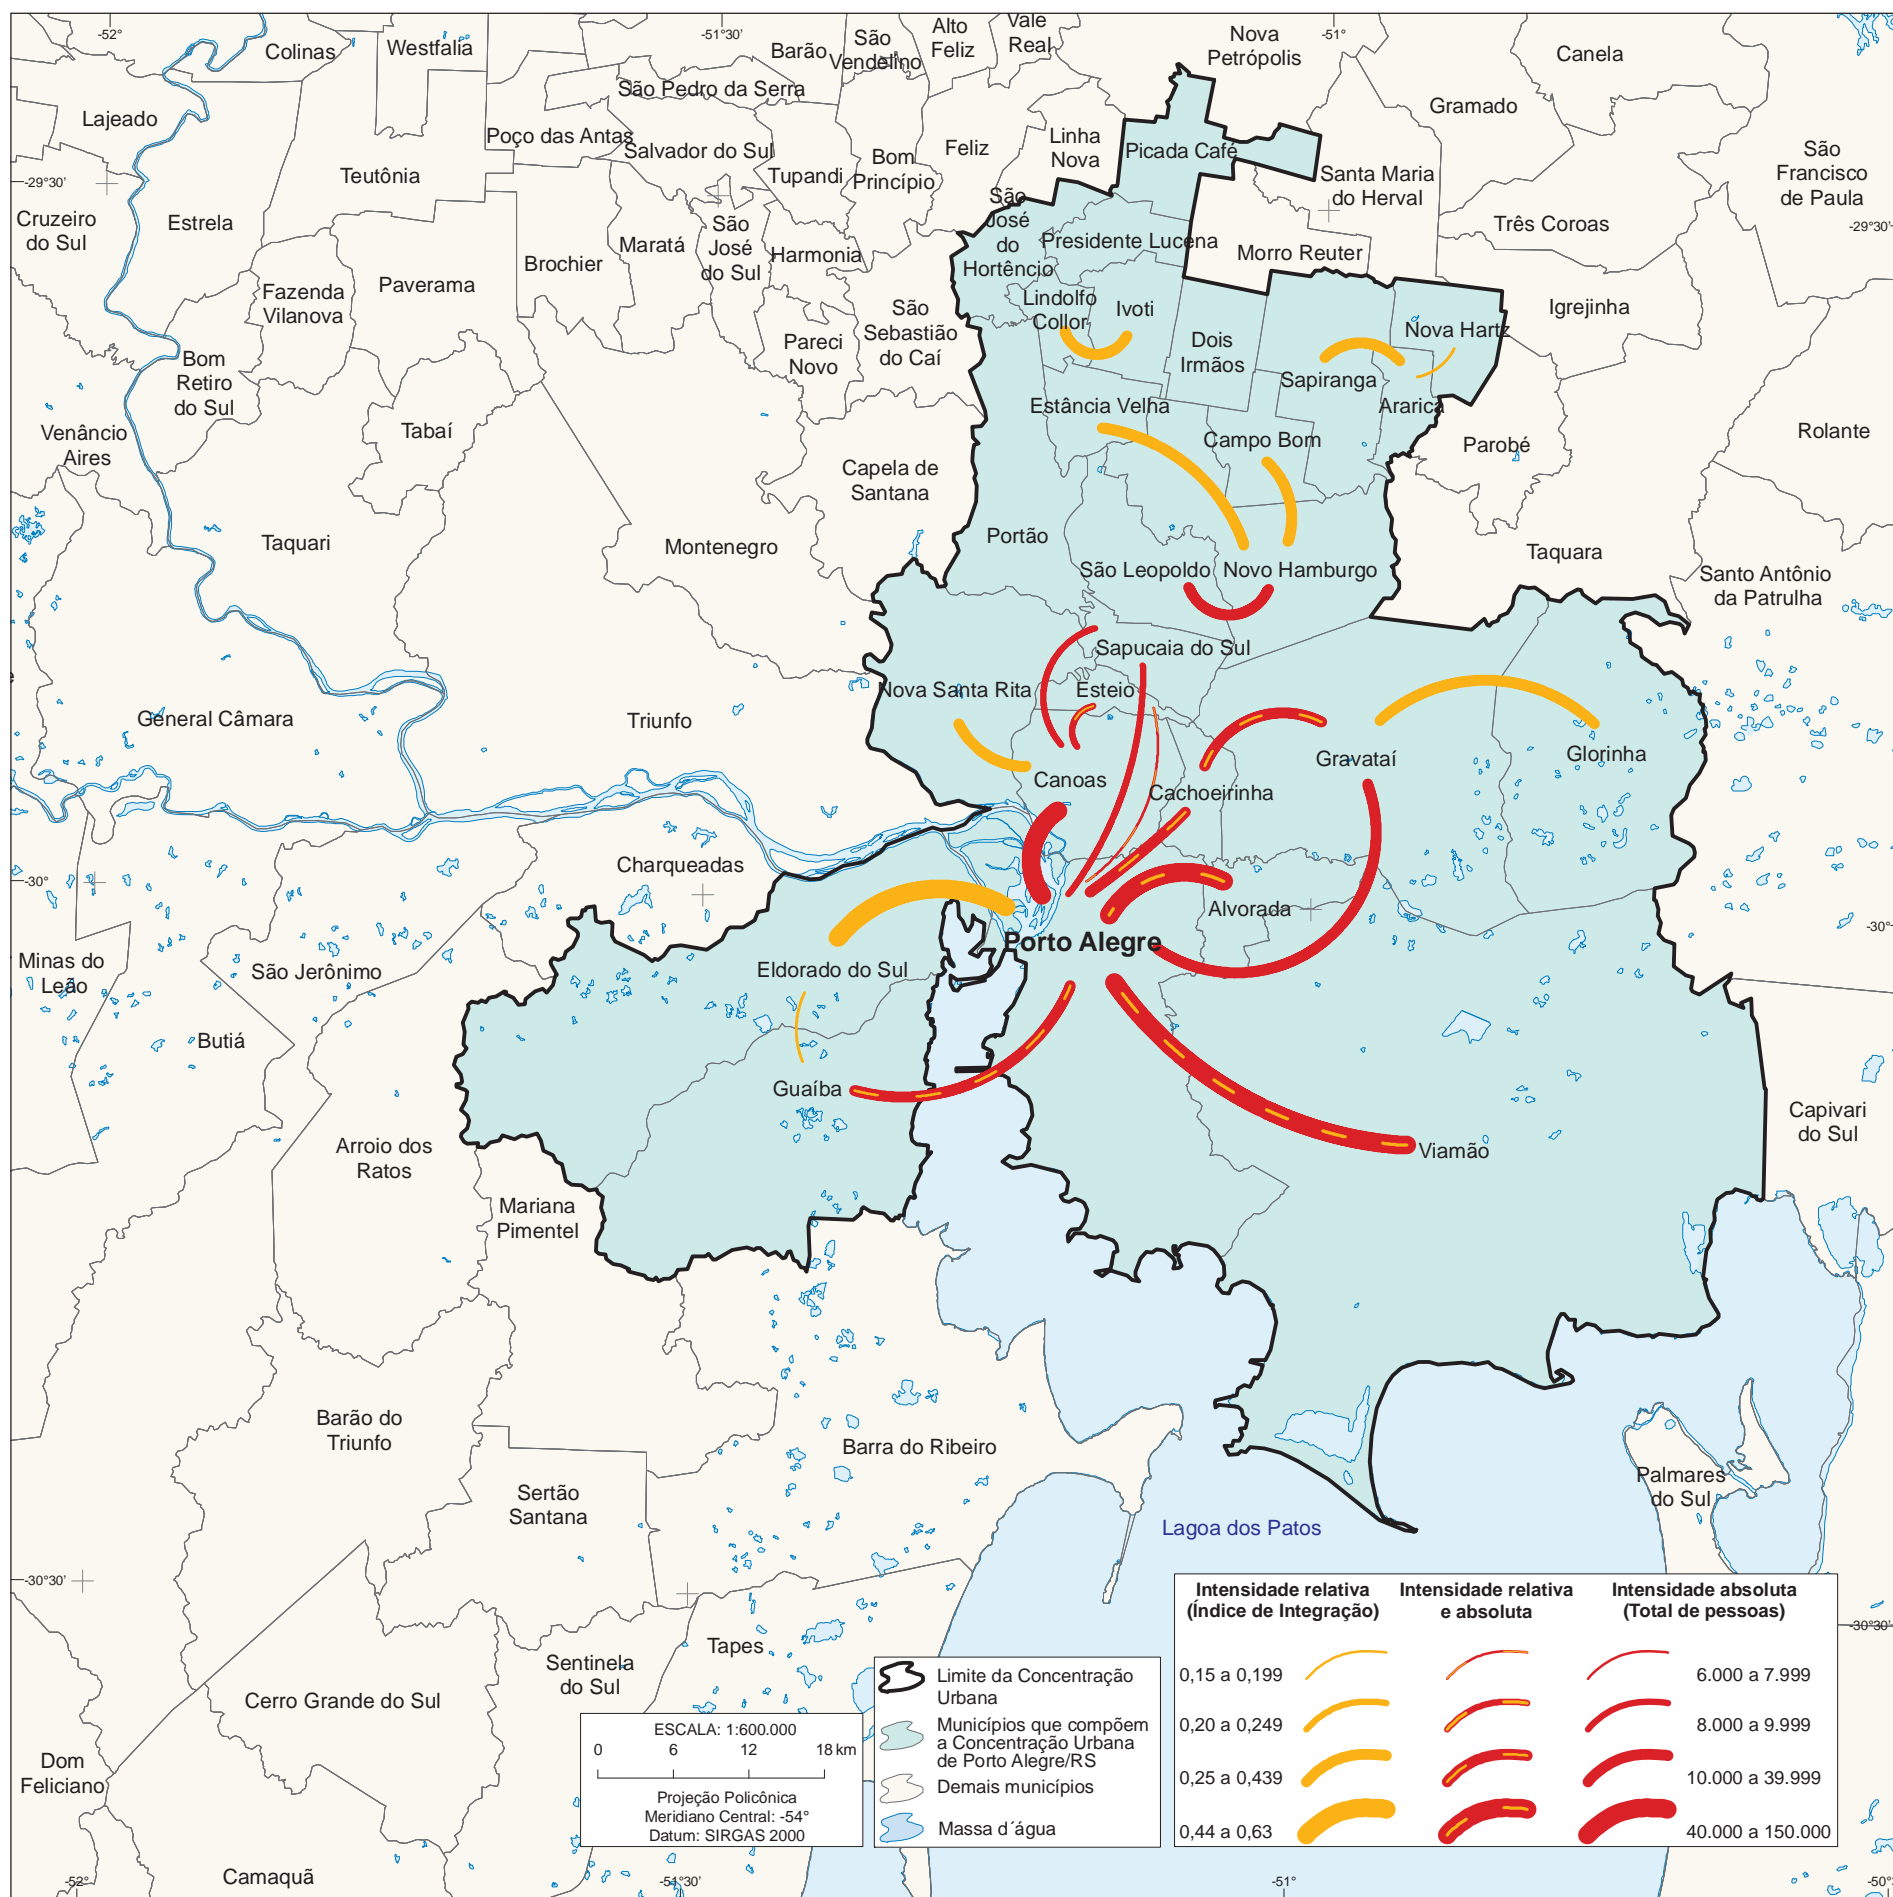 -52°
-51°30'
-51°
Colinas
Westfalia
Barão
São
Vendelino
Alto
Feliz
Vale
Real
Nova
Petrópolis
Canela
Lajeado
São Pedro da Serra
Gramado
Poço das Antas
Salvador do Sul
Feliz
Linha
Nova
Picada Café
Bom
Princípio
São
Francisco
de Paula
Teutônia
Tupandi
Santa Maria
do Herval
-29°30'
Cruzeiro
do Sul
Estrela
Maratá
São
José
do Sul
Harmonia
São
José
do
Hortêncio
Presidente Lucena
Morro Reuter
Três Coroas
-29°30'
Brochier
Fazenda
Vilanova
Paverama
São
Sebastião
do Caí
Lindolfo
Collor
Ivoti
Nova Hartz
Igrejinha
Bom
Retiro
do Sul
Pareci
Novo
Dois
Irmãos
Sapiranga
Araricá
Estância Velha
Venâncio
Aires
Tabaí
Campo Bom
Parobé
Rolante
Capela de
Santana
Taquari
Montenegro
Portão
Taquara
São Leopoldo
Novo Hamburgo
Santo Antônio
da Patrulha
Sapucaia do Sul
Nova Santa Rita
Esteio
General Câmara
Triunfo
Canoas
Cachoeirinha
Gravataí
Glorinha
Charqueadas
-30°
Alvorada
-30°
Porto Alegre
Minas do
Leão
São Jerônimo
Eldorado do Sul
Butiá
Guaíba
Arroio dos
Ratos
Viamão
Capivari
do Sul
Mariana
Pimentel
Barão do
Triunfo
Barra do Ribeiro
Sertão
Santana
Palmares
do Sul
Lagoa dos Patos
-30°30'
-30°30'
Tapes
Sentinela
do Sul
Cerro Grande do Sul
Dom
Feliciano
Camaquã
Intensidade relativa
(Índice de Integração)
Intensidade relativa
e absoluta
Intensidade absoluta
(Total de pessoas)
0,15 a 0,199
6.000 a 7.999
0,20 a 0,249
8.000 a 9.999
0,25 a 0,439
10.000 a 39.999
0,44 a 0,63
40.000 a 150.000
Limite da Concentração
Urbana
Municípios que compõem
a Concentração Urbana
de Porto Alegre/RS
Demais municípios
Massa d´água
ESCALA: 1:600.000
0 6 12 18 km
Projeção Policônica
Meridiano Central: -54°
Datum: SIRGAS 2000
-52°
-51°30'
-51°